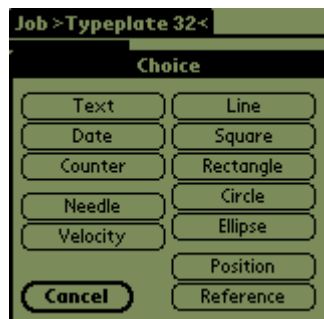 Job >Typeplate 32<
Choice
Text
Line
Date
Square
Counter
Rectangle
Needle
Circle
Velocity
Ellipse
Position
Cancel
Reference